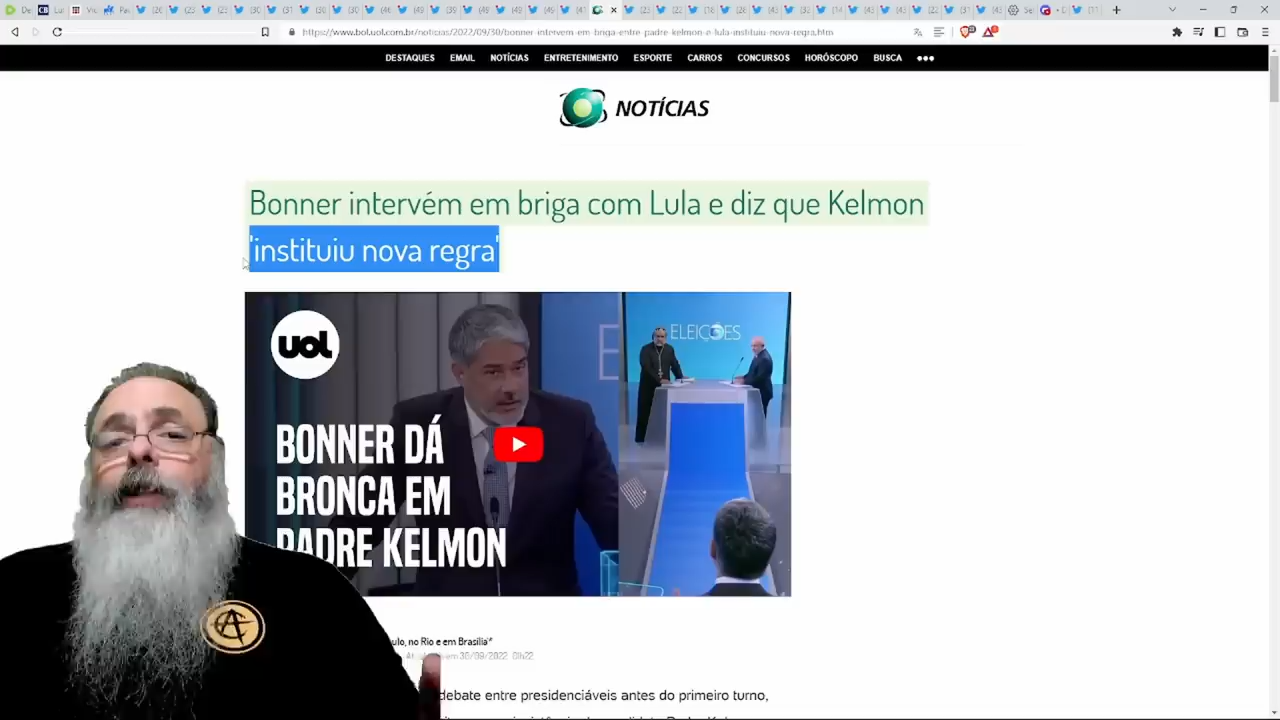 https://www.bol.uol.com.br/noticias/2022/09/30/bonner-intervem-em-briga-entre-padre-kelmon-e-lula-instituiu-nova-regra.htm
DESTAQUES EMAIL NOTÍCIAS ENTRETENIMENTO ESPORTE CARROS CONCURSOS HORÓSCOPO BUSCA
NOTÍCIAS
Bonner intervém em briga com Lula e diz que Kelmon
'instituiu nova regra'
uol
ELEIÇÕES
BONNER DÁ
BRONCA EM
PADRE KELMON
ulo, no Rio e em Brasília*
em 30/09/2022 01h22
debate entre presidenciáveis antes do primeiro turno,